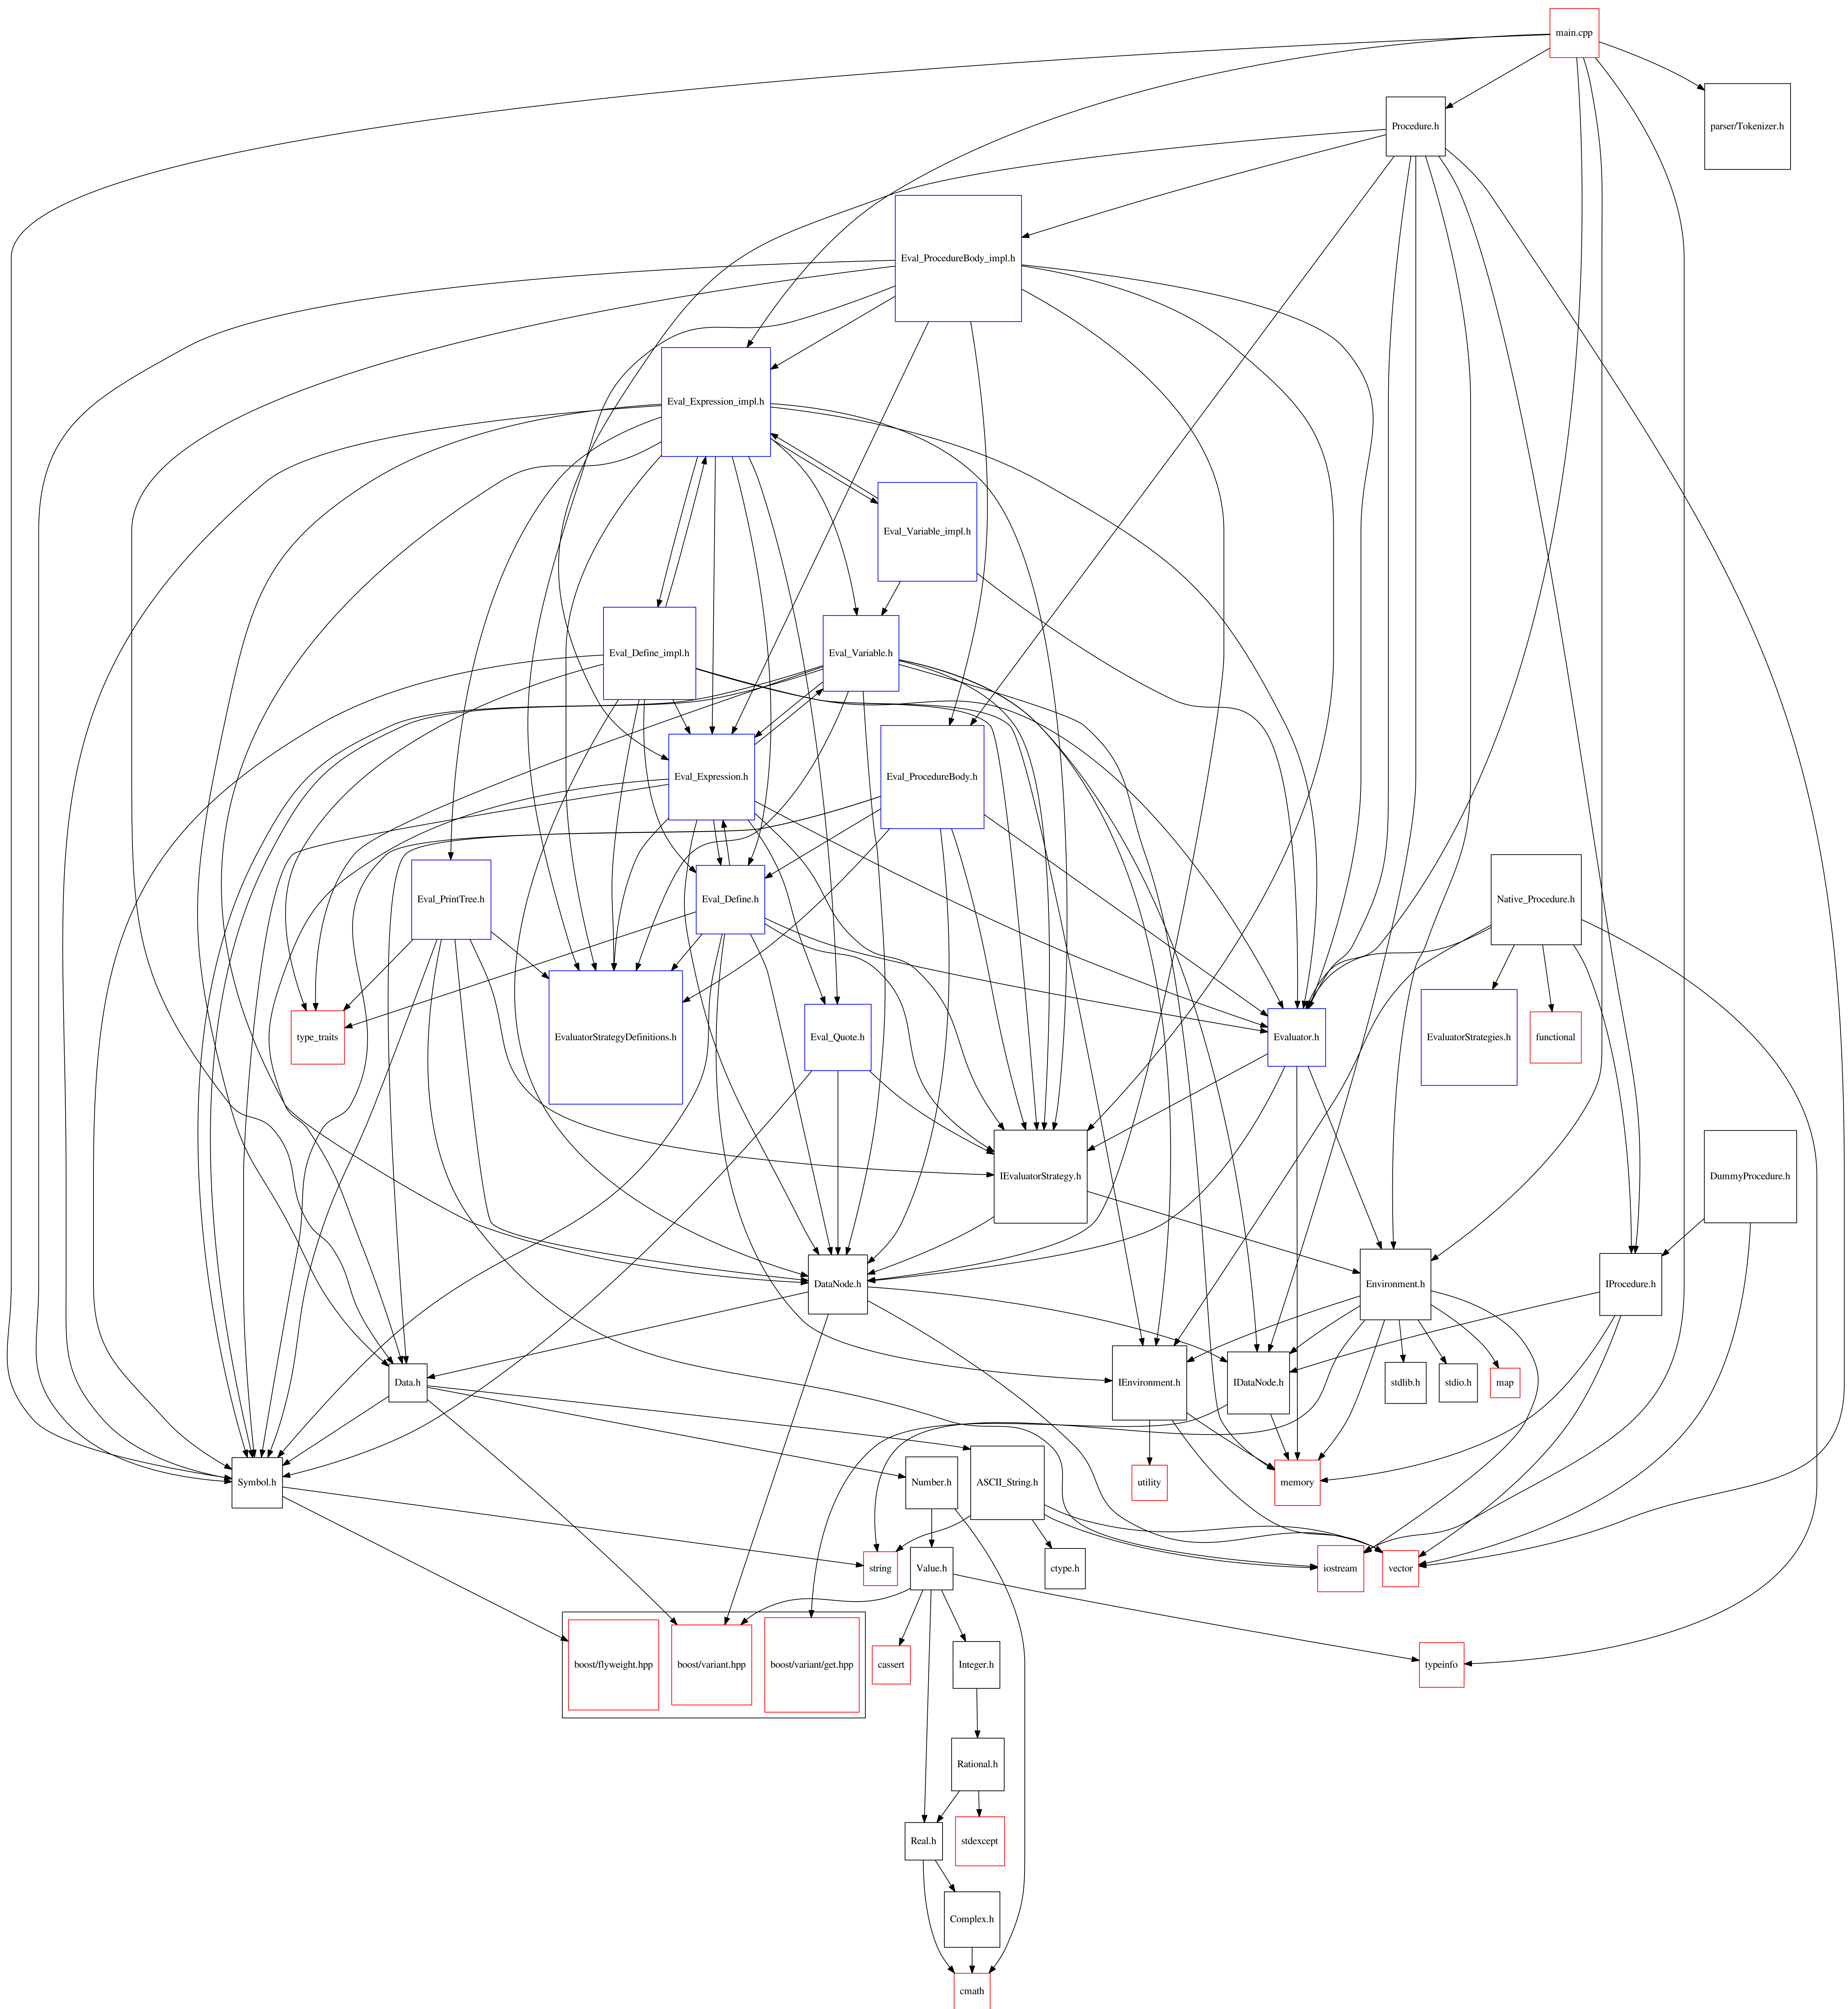 main.cpp
Procedure.h
parser/Tokenizer.h
Eval_ProcedureBody_impl.h
Eval_Expression_impl.h
Eval_Variable_impl.h
Eval_Define_impl.h
Eval_Variable.h
Eval_Expression.h
Eval_ProcedureBody.h
Eval_PrintTree.h
Eval_Define.h
Native_Procedure.h
type_traits
EvaluatorStrategyDefinitions.h
Eval_Quote.h
Evaluator.h
EvaluatorStrategies.h
functional
IEvaluatorStrategy.h
DummyProcedure.h
DataNode.h
Environment.h
IProcedure.h
Data.h
IEnvironment.h
IDataNode.h
stdlib.h
stdio.h
map
Symbol.h
Number.h
ASCII_String.h
utility
memory
string
Value.h
ctype.h
iostream
vector
boost/flyweight.hpp
boost/variant.hpp
boost/variant/get.hpp
cassert
Integer.h
typeinfo
Rational.h
Real.h
stdexcept
Complex.h
cmath